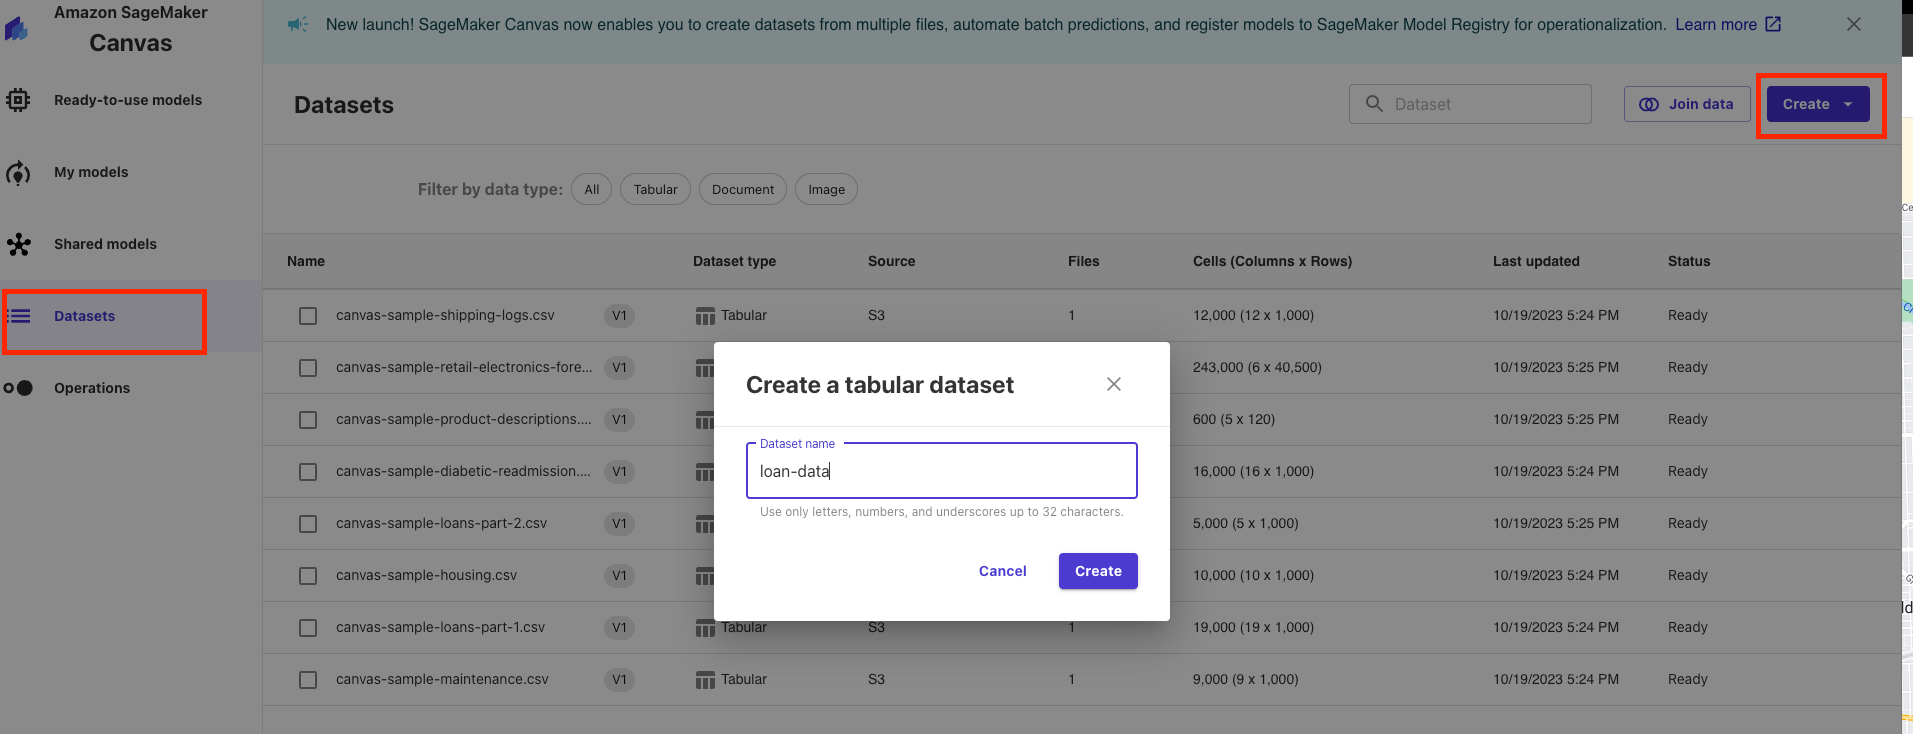 Amazon SageMaker
Canvas
New launch! SageMaker Canvas now enables you to create datasets from multiple files, automate batch predictions, and register models to SageMaker Model Registry for operationalization. Learn more
Ready-to-use models
My models
Shared models
Datasets
Operations
Datasets
Dataset
Join data
Create
Filter by data type: All Tabular Document Image
Name Dataset type Source Files Cells (Columns x Rows) Last updated Status
canvas-sample-shipping-logs.csv V1 Tabular S3 1 12,000 (12 x 1,000) 10/19/2023 5:24 PM Ready
canvas-sample-retail-electronics-fore... V1 243,000 (6 x 40,500) 10/19/2023 5:25 PM Ready
canvas-sample-product-descriptions.... V1 600 (5 x 120) 10/19/2023 5:25 PM Ready
canvas-sample-diabetic-readmission.... V1 16,000 (16 x 1,000) 10/19/2023 5:24 PM Ready
canvas-sample-loans-part-2.csv V1 5,000 (5 x 1,000) 10/19/2023 5:25 PM Ready
canvas-sample-housing.csv V1 10,000 (10 x 1,000) 10/19/2023 5:24 PM Ready
canvas-sample-loans-part-1.csv V1 Tabular S3 1 19,000 (19 x 1,000) 10/19/2023 5:24 PM Ready
canvas-sample-maintenance.csv V1 Tabular S3 1 9,000 (9 x 1,000) 10/19/2023 5:24 PM Ready
Create a tabular dataset
Dataset name
loan-data
Use only letters, numbers, and underscores up to 32 characters.
Cancel Create